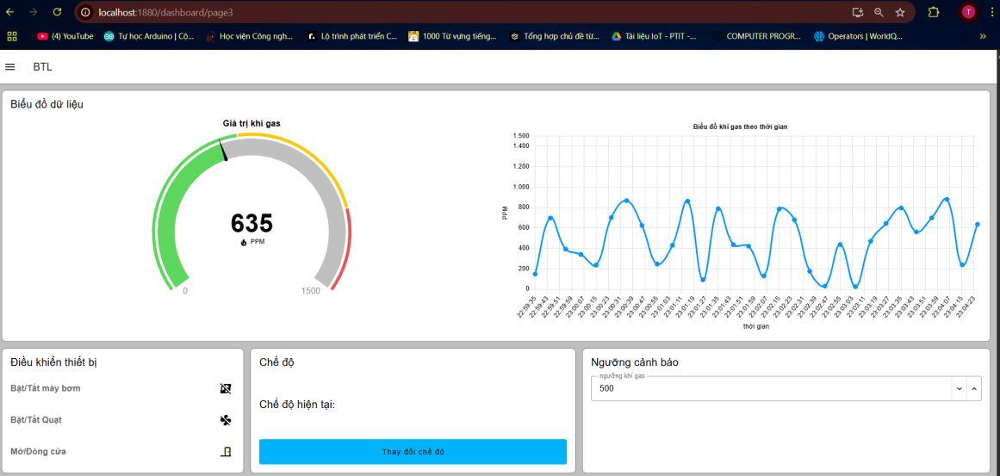 localhost:1880/dashboard/page3
(4) YouTube
Tự học Arduino | Cộ...
Học viện Công ngh...
Lộ trình phát triển C...
1000 Từ vựng tiếng...
Tổng hợp chủ đề từ...
Tài liệu IoT - PTIT -...
COMPUTER PROGR...
Operators | WorldQ...
T
BTL
Biểu đồ dữ liệu
Giá trị khí gas
635
PPM
0
1500
Biểu đồ khí gas theo thời gian
PPM
1.500
1.400
1.200
1.000
800
600
400
200
0
22:59:35
22:59:43
22:59:51
22:59:59
23:00:07
23:00:15
23:00:23
23:00:31
23:00:39
23:00:47
23:00:55
23:01:03
23:01:11
23:01:19
23:01:27
23:01:35
23:01:43
23:01:51
23:01:59
23:02:07
23:02:15
23:02:23
23:02:31
23:02:39
23:02:47
23:02:55
23:03:03
23:03:11
23:03:19
23:03:27
23:03:35
23:03:43
23:03:51
23:03:59
23:04:07
23:04:15
23:04:23
thời gian
Điều khiển thiết bị
Bật/Tắt máy bơm
Bật/Tắt Quạt
Mở/Đóng cửa
Chế độ
Chế độ hiện tại:
Thay đổi chế độ
Ngưỡng cảnh báo
ngưỡng khí gas
500